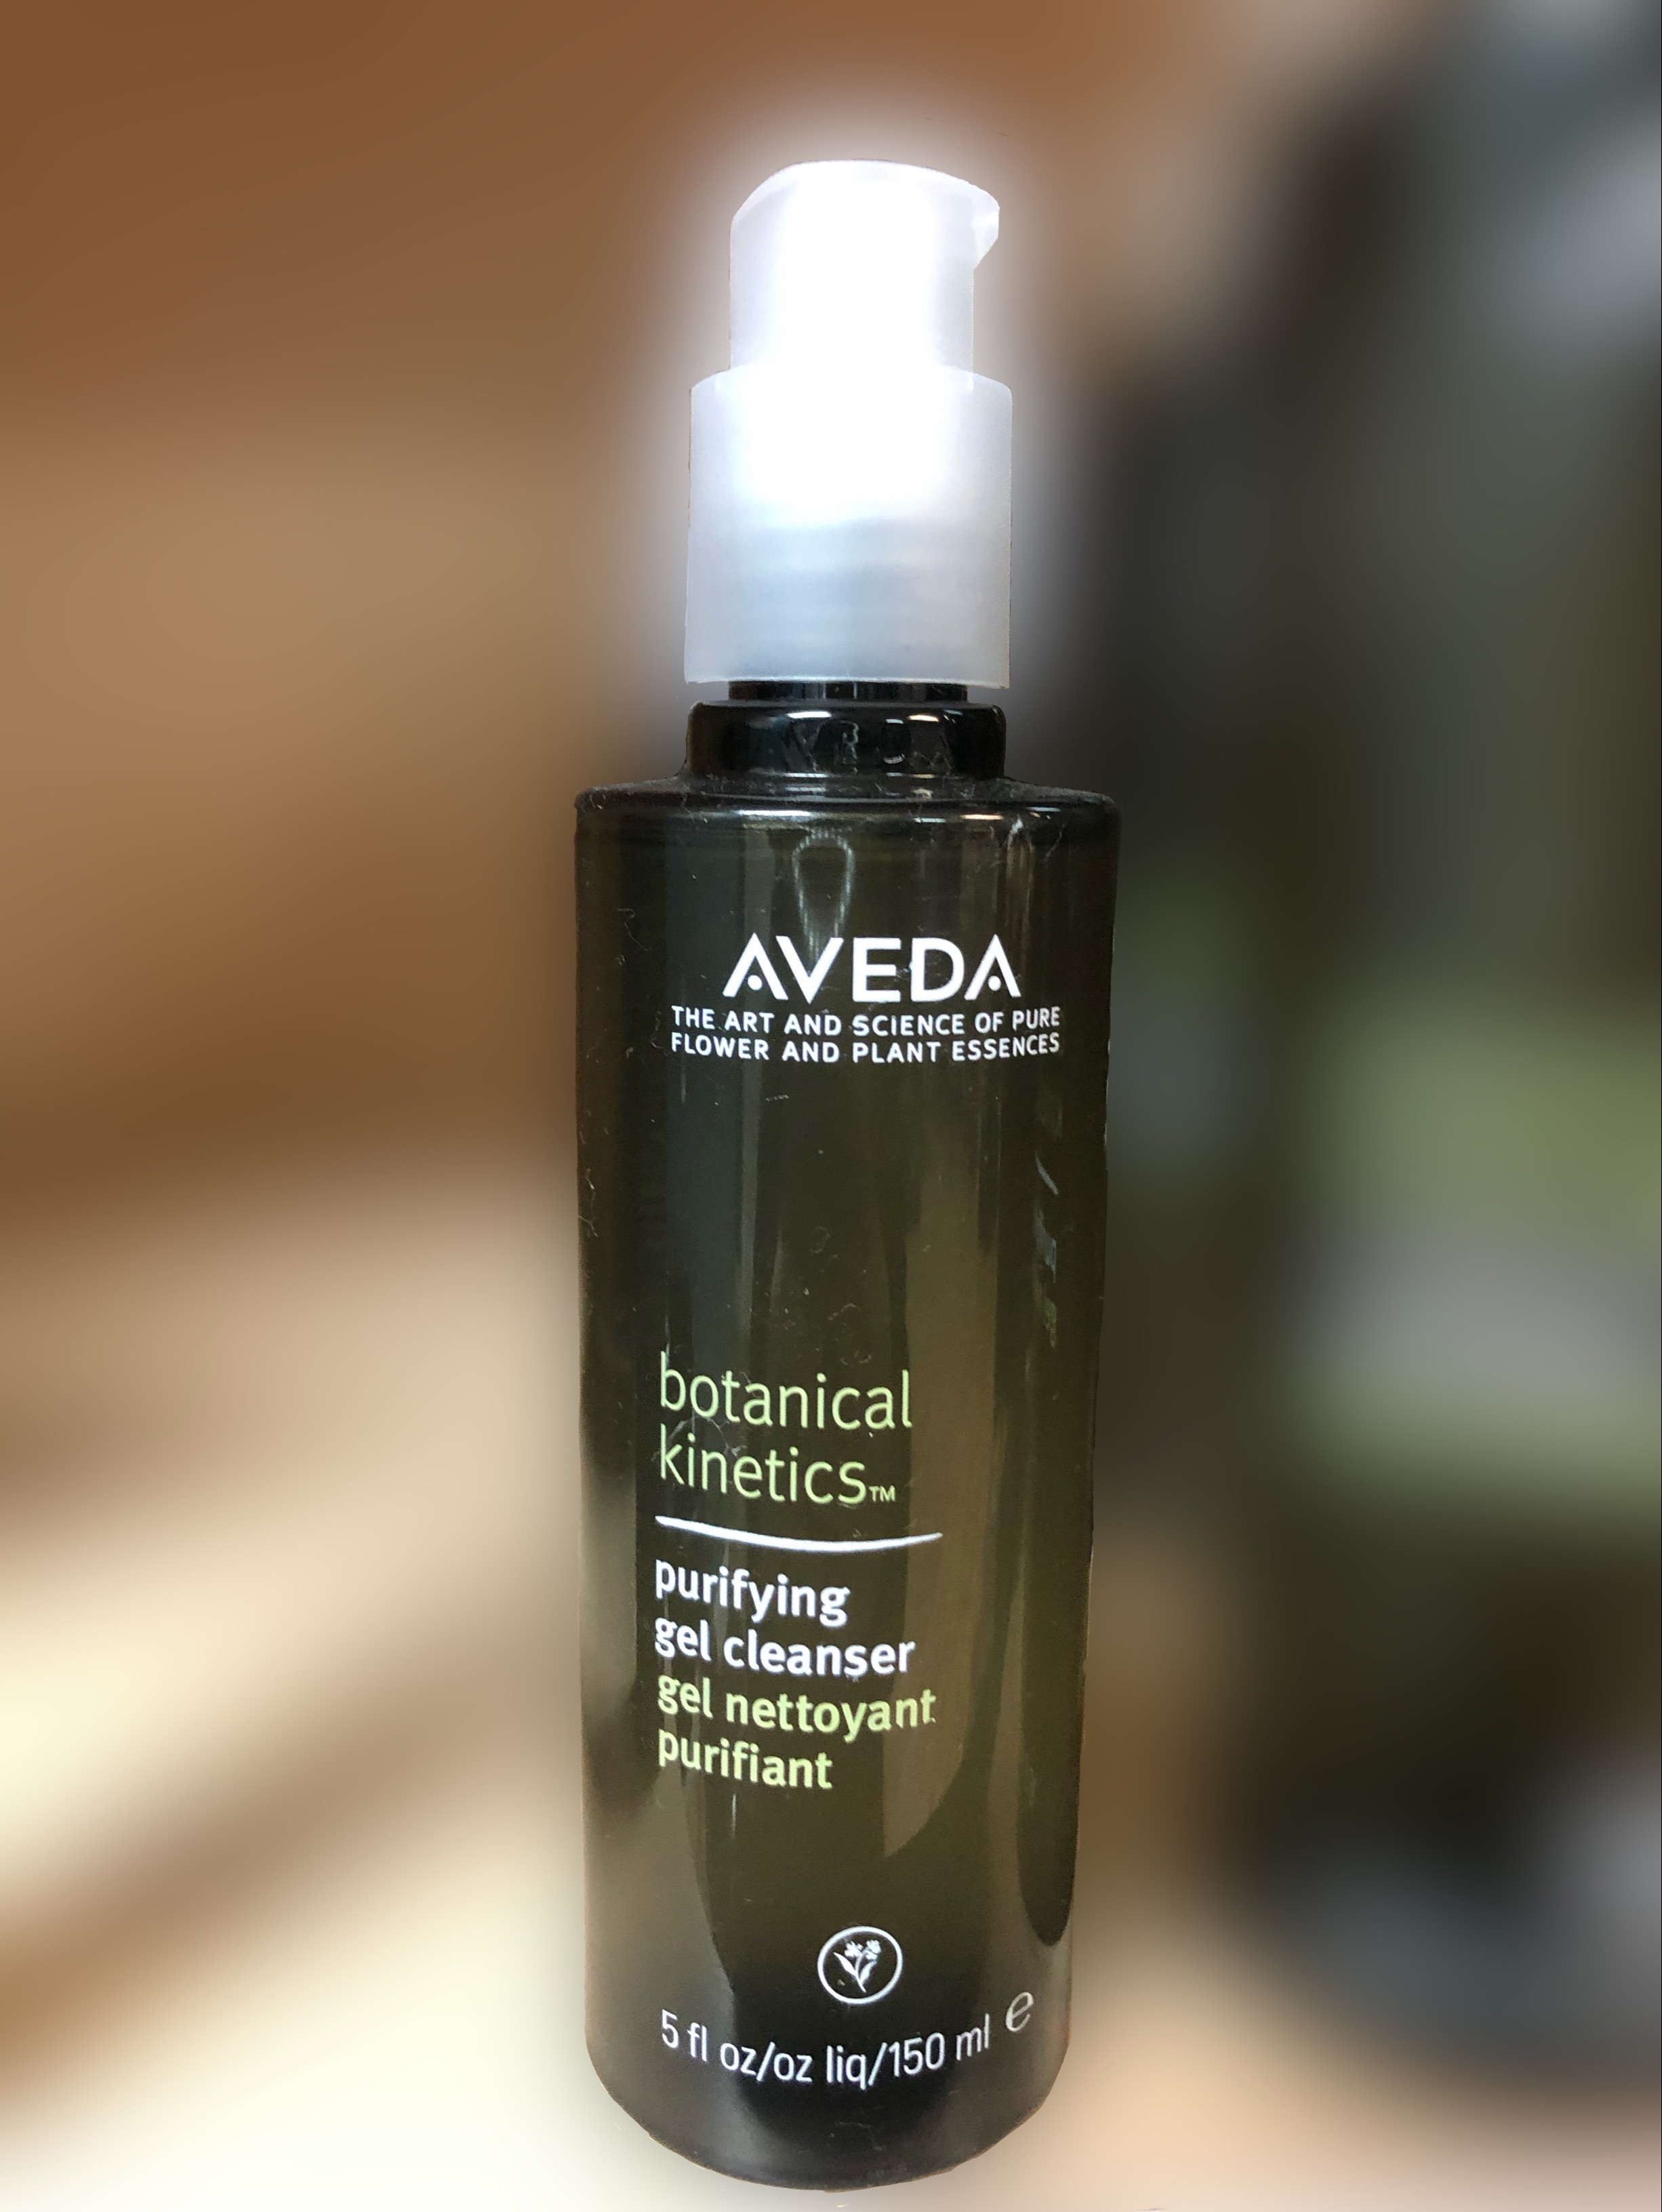 AVEDA
THE ART AND SCIENCE OF PURE
FLOWER AND PLANT ESSENCES
botanical
kinetics™
purifying
gel cleanser
gel nettoyant
purifiant
5 fl oz/oz liq/150 ml e